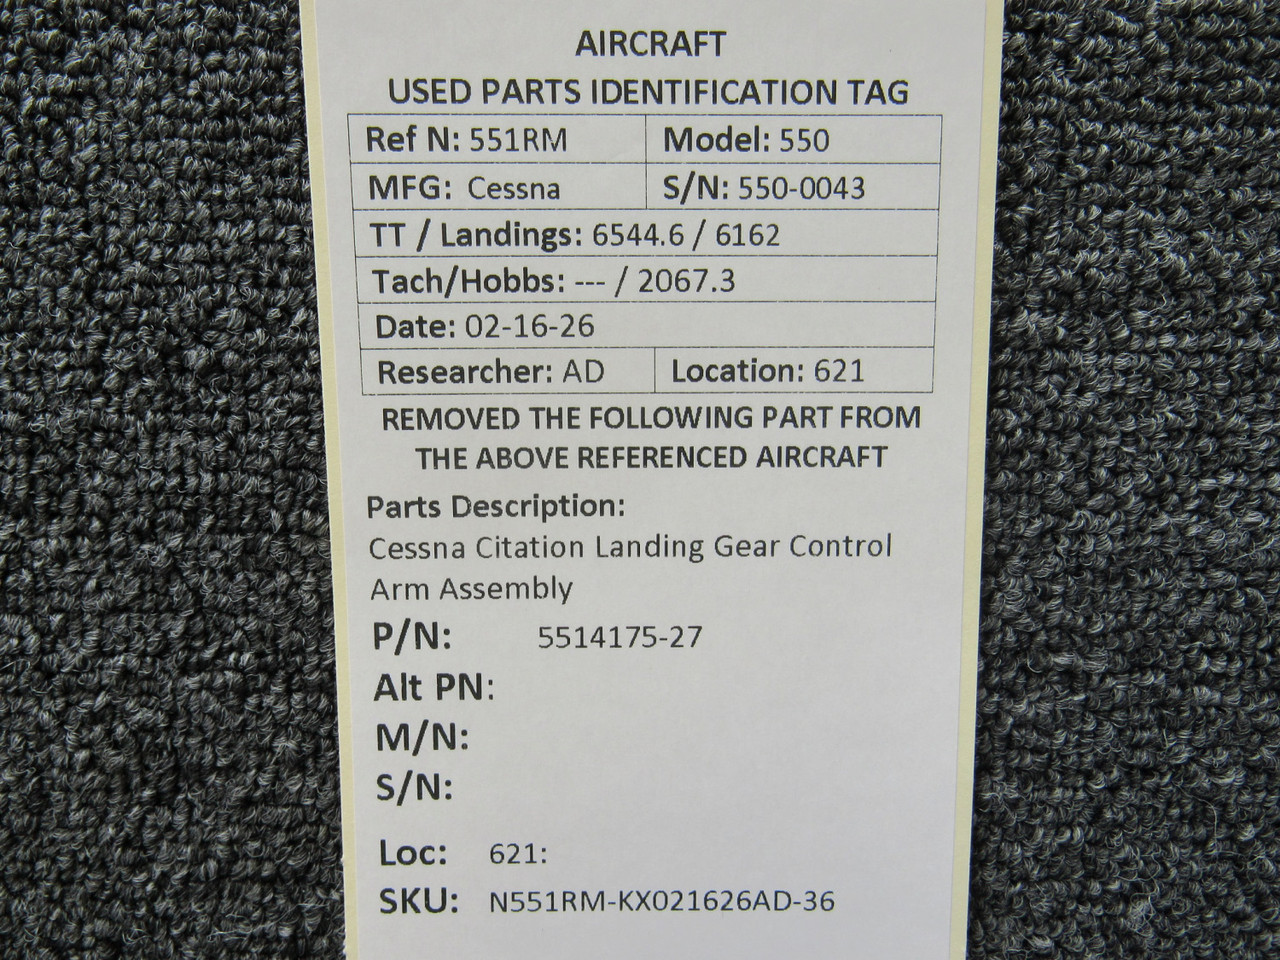 AIRCRAFT
USED PARTS IDENTIFICATION TAG
Ref N: 551RM Model: 550
MFG: Cessna S/N: 550-0043
TT / Landings: 6544.6 / 6162
Tach/Hobbs: --- / 2067.3
Date: 02-16-26
Researcher: AD Location: 621
REMOVED THE FOLLOWING PART FROM
THE ABOVE REFERENCED AIRCRAFT
Parts Description:
Cessna Citation Landing Gear Control
Arm Assembly
P/N: 5514175-27
Alt PN:
M/N:
S/N:
Loc: 621:
SKU: N551RM-KX021626AD-36